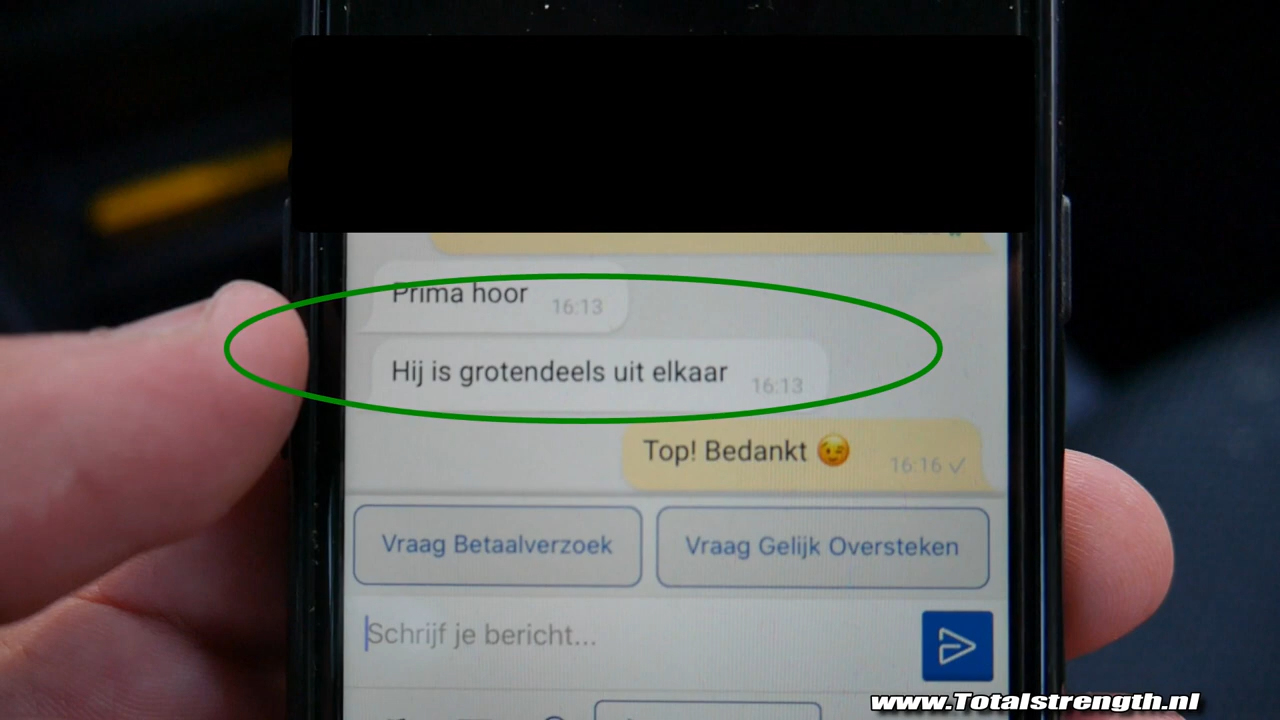 Prima hoor
16:13
Hij is grotendeels uit elkaar
16:13
Top! Bedankt 😉
16:16 ✓
Vraag Betaalverzoek
Vraag Gelijk Oversteken
Schrijf je bericht...
www.Totalstrength.nl